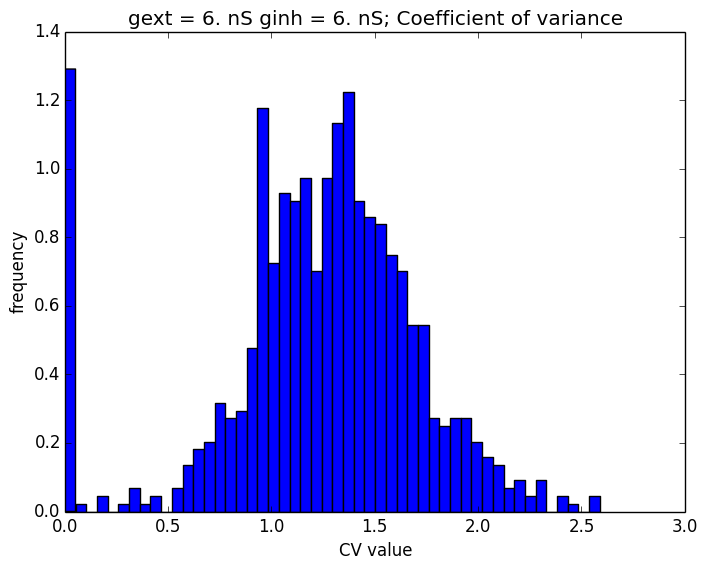 gext = 6. nS ginh = 6. nS; Coefficient of variance
1.4
1.2
1.0
0.8
0.6
0.4
0.2
0.0
frequency
0.0 0.5 1.0 1.5 2.0 2.5 3.0
CV value